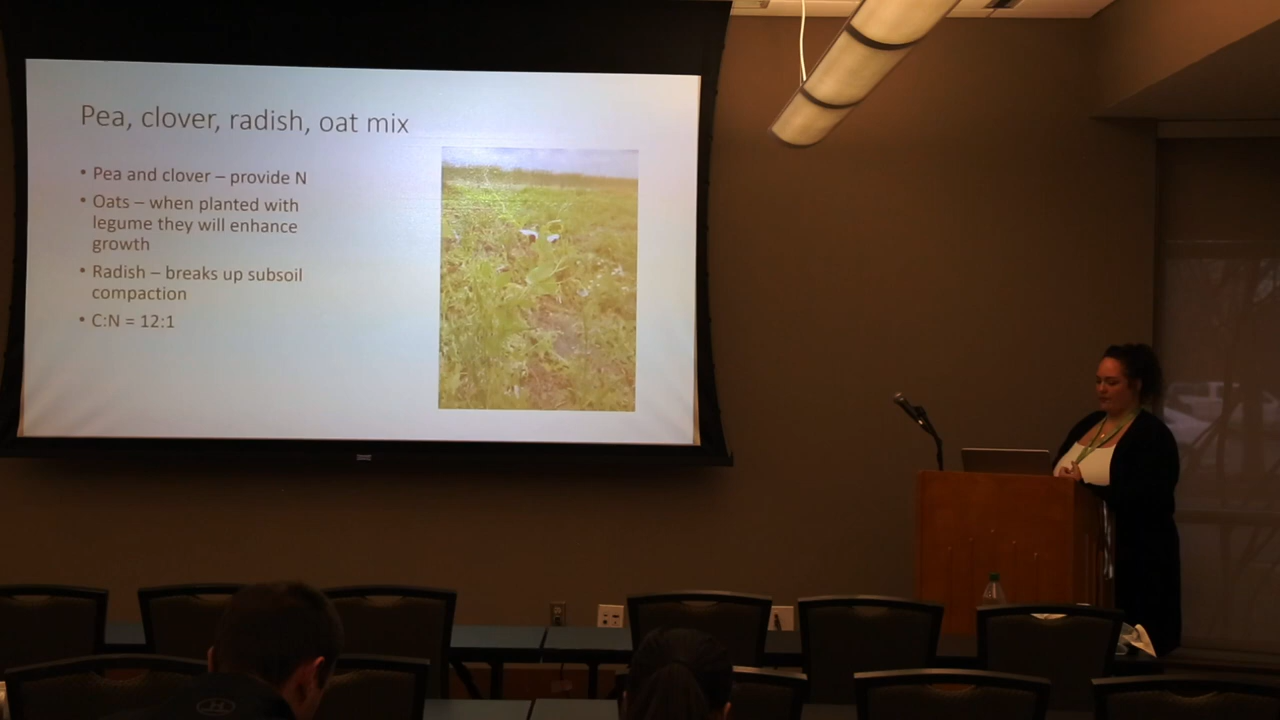 Pea, clover, radish, oat mix
• Pea and clover – provide N
• Oats – when planted with
legume they will enhance
growth
• Radish – breaks up subsoil
compaction
• C:N = 12:1